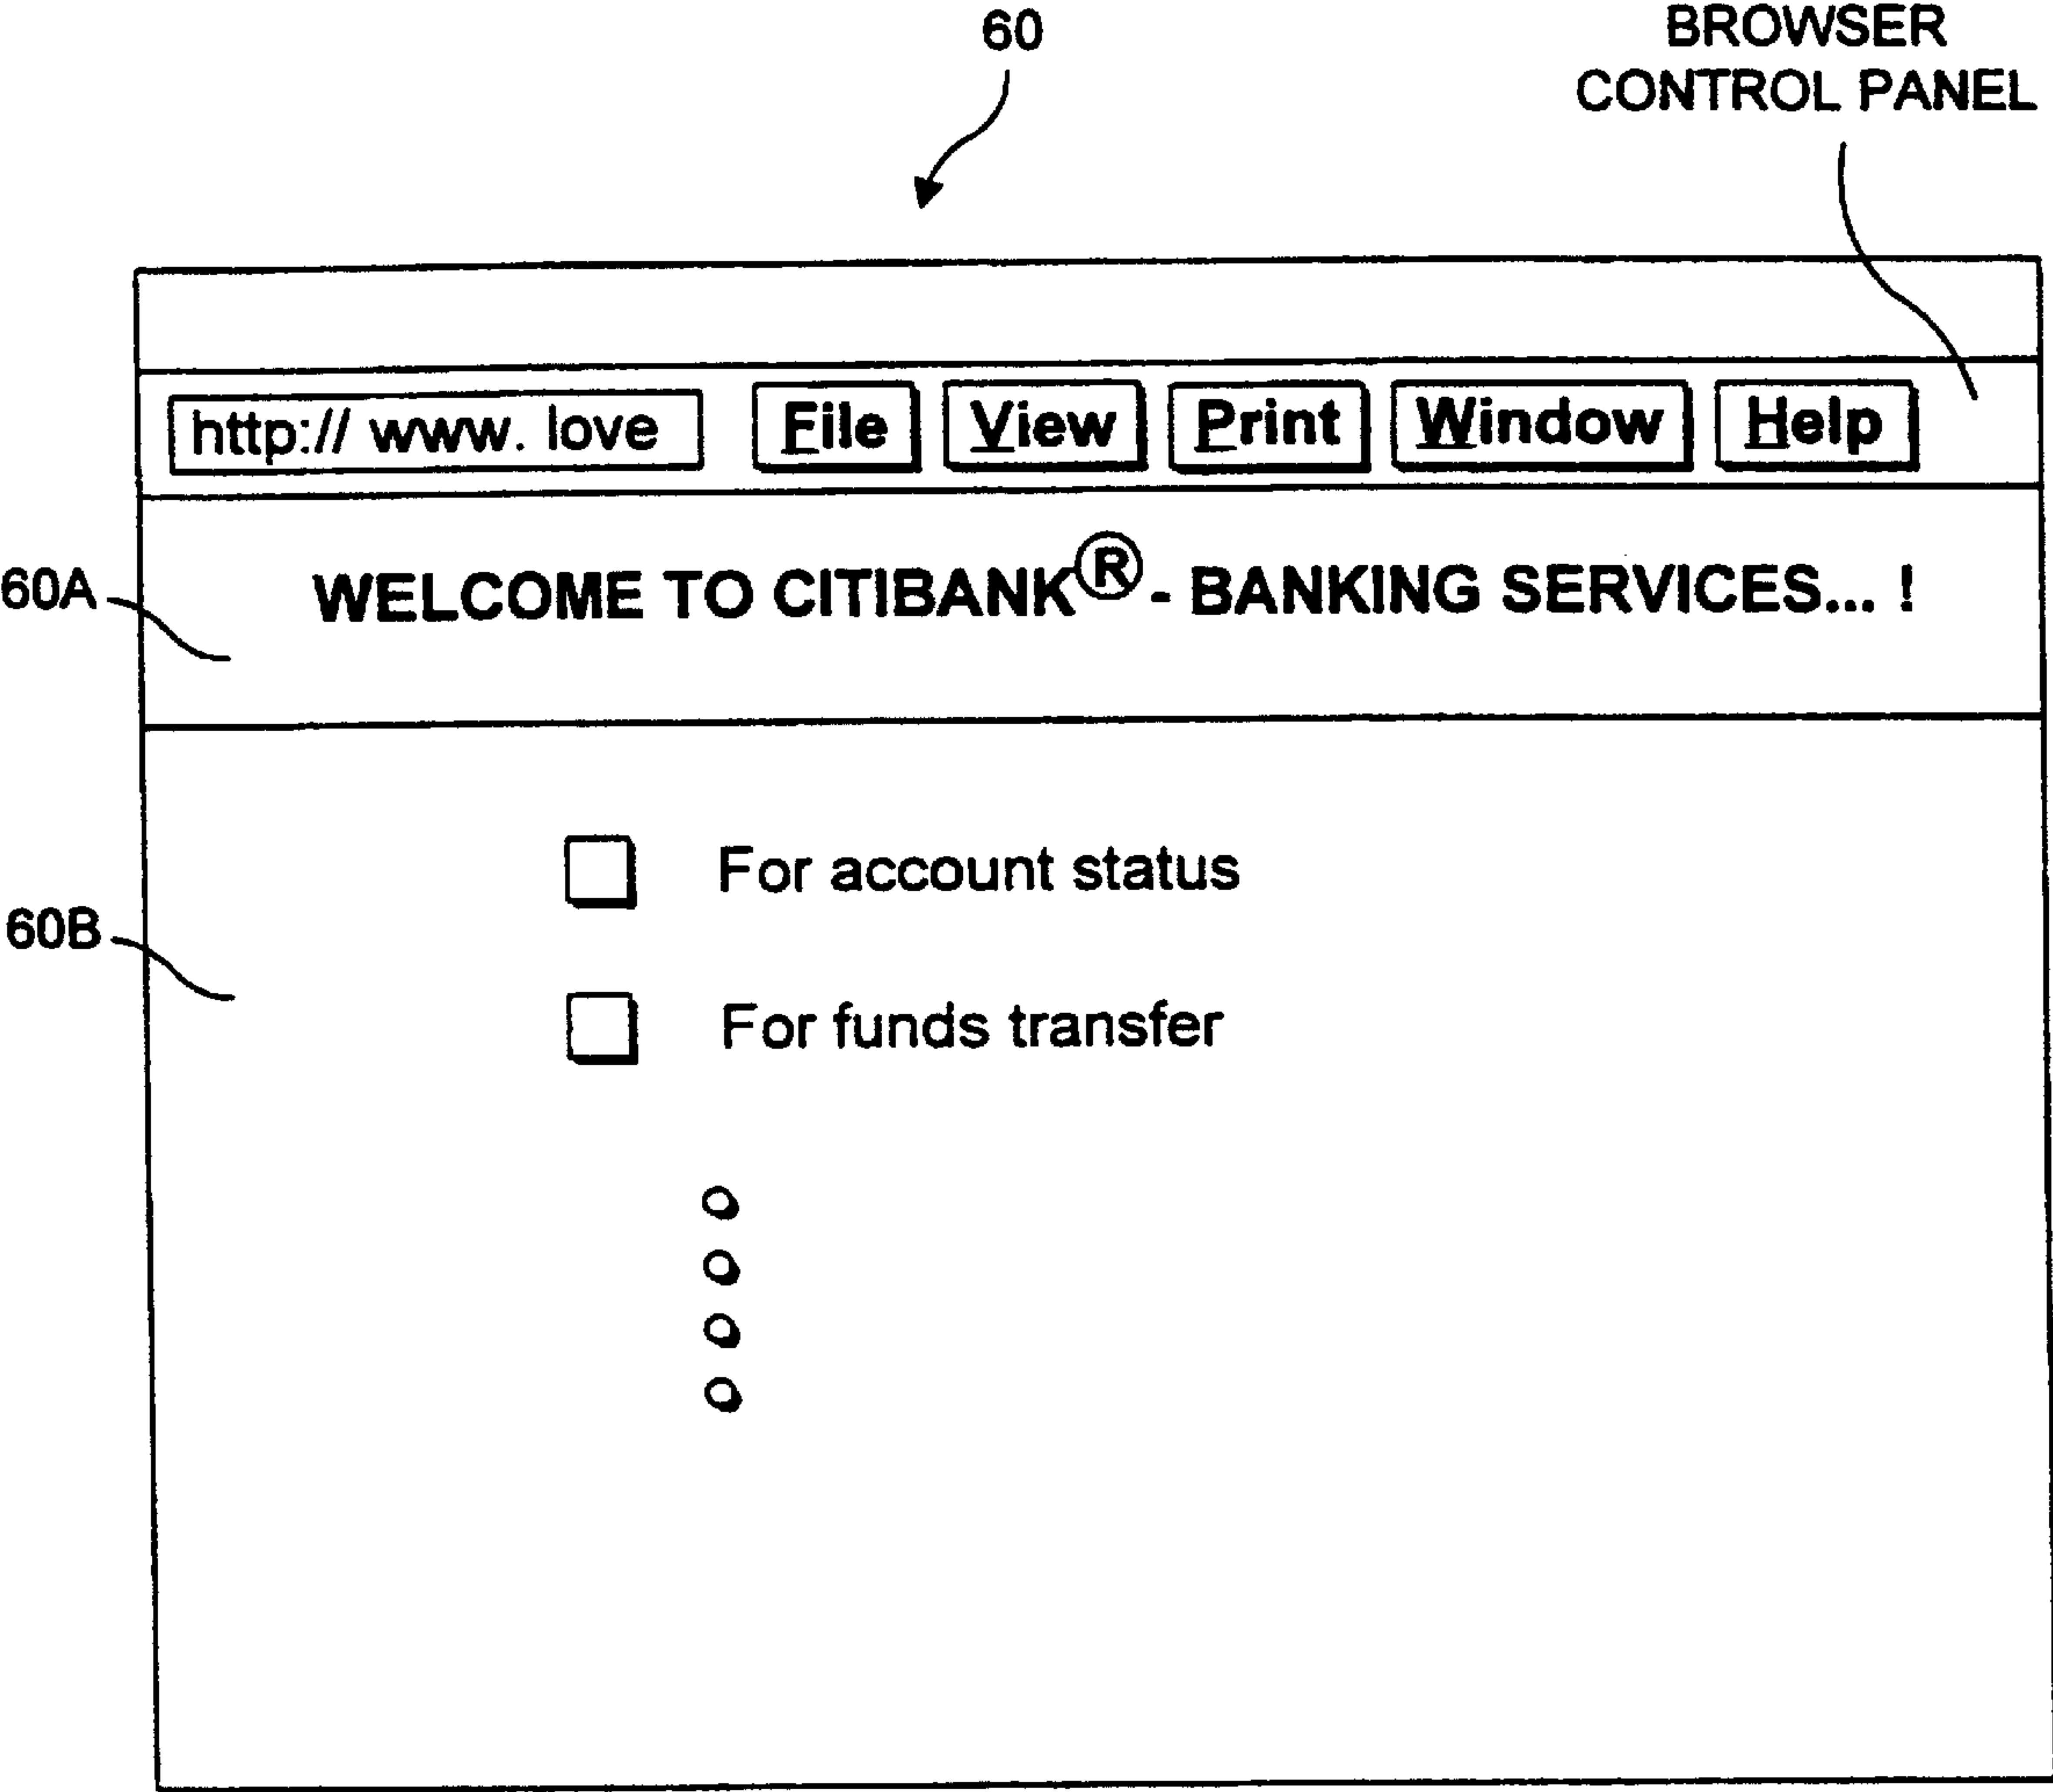 60
BROWSER
CONTROL PANEL
http:// www. love File View Print Window Help
60A
WELCOME TO CITIBANK® - BANKING SERVICES... !
For account status
60B
For funds transfer